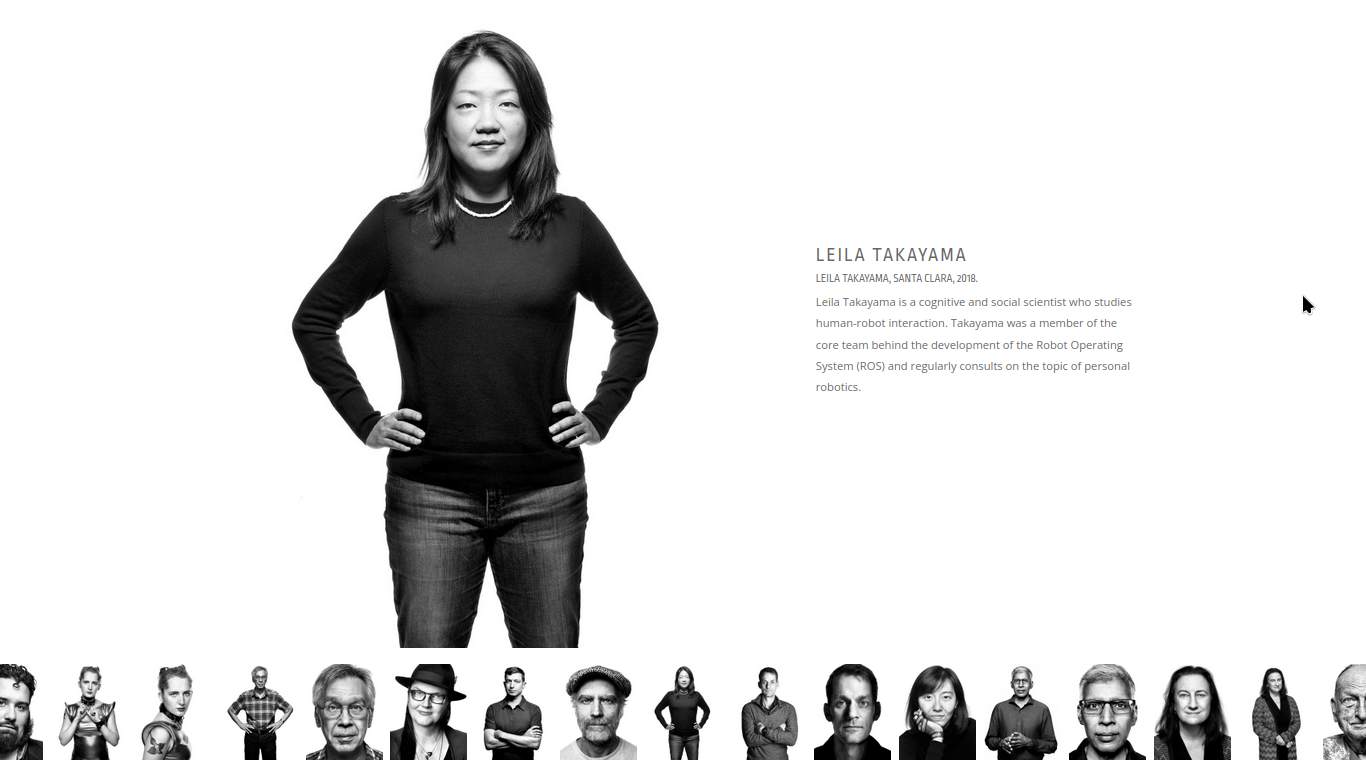 LEILA TAKAYAMA
LEILA TAKAYAMA, SANTA CLARA, 2018.
Leila Takayama is a cognitive and social scientist who studies
human-robot interaction. Takayama was a member of the
core team behind the development of the Robot Operating
System (ROS) and regularly consults on the topic of personal
robotics.